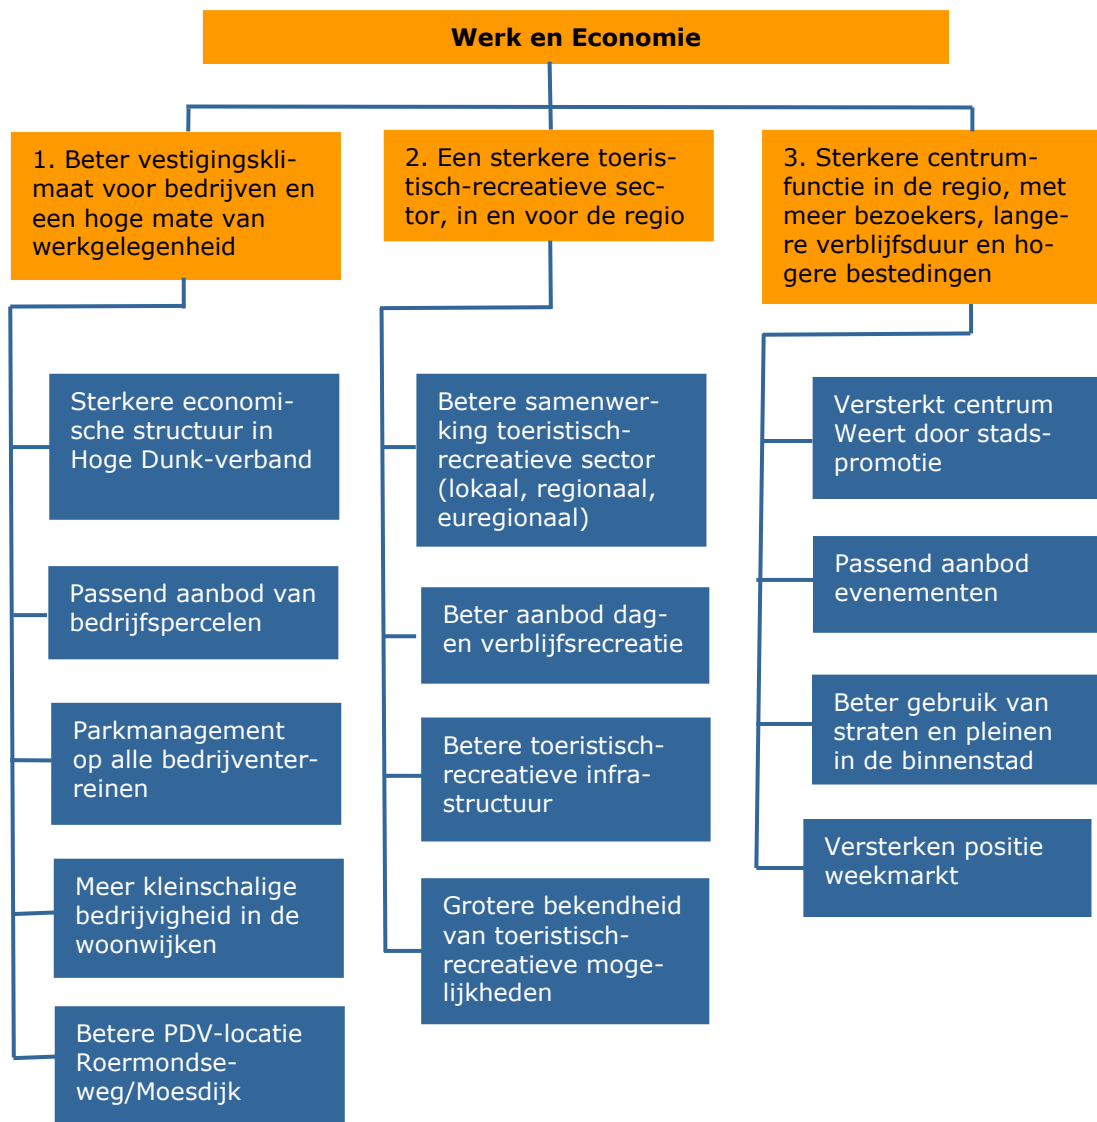 Werk en Economie
1. Beter vestigingskli-
maat voor bedrijven en
een hoge mate van
werkgelegenheid
2. Een sterkere toeris-
tisch-recreatieve sec-
tor, in en voor de regio
3. Sterkere centrum-
functie in de regio, met
meer bezoekers, lange-
re verblijfsduur en ho-
gere bestedingen
Sterkere economi-
sche structuur in
Hoge Dunk-verband
Passend aanbod van
bedrijfspercelen
Parkmanagement
op alle bedrijventer-
reinen
Meer kleinschalige
bedrijvigheid in de
woonwijken
Betere PDV-locatie
Roermondse-
weg/Moesdijk
Betere samenwer-
king toeristisch-
recreatieve sector
(lokaal, regionaal,
euregionaal)
Beter aanbod dag-
en verblijfsrecreatie
Betere toeristisch-
recreatieve infra-
structuur
Grotere bekendheid
van toeristisch-
recreatieve moge-
lijkheden
Versterkt centrum
Weert door stads-
promotie
Passend aanbod
evenementen
Beter gebruik van
straten en pleinen
in de binnenstad
Versterken positie
weekmarkt